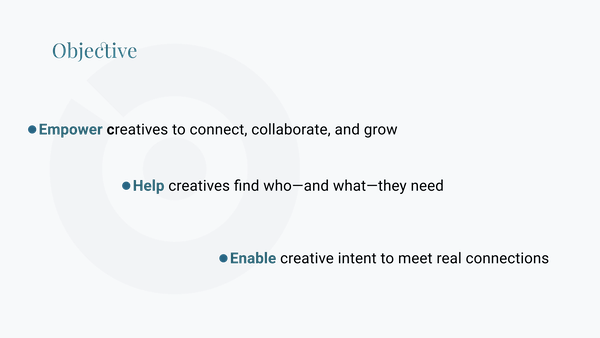 Objective
●Empower creatives to connect, collaborate, and grow
●Help creatives find who—and what—they need
●Enable creative intent to meet real connections